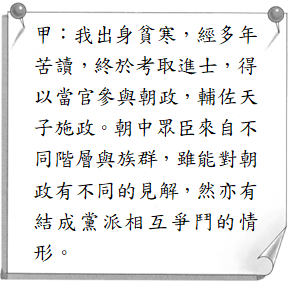 甲：我出身貧寒，經多年
苦讀，終於考取進士，得
以當官參與朝政，輔佐天
子施政。朝中眾臣來自不
同階層與族群，雖能對朝
政有不同的見解，然亦有
結成黨派相互爭鬥的情
形。